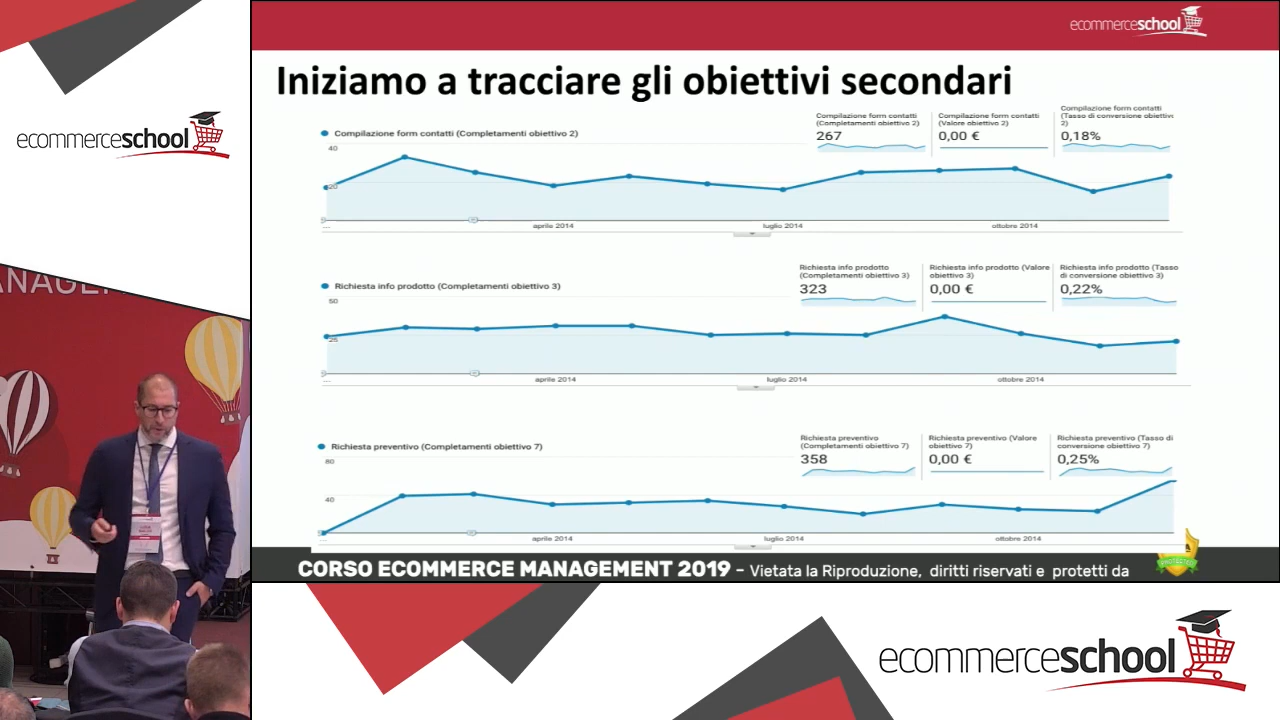 ecommerceschool
Iniziamo a tracciare gli obiettivi secondari
Compilazione form contatti (Completamenti obiettivo 2)
40
20
0
aprile 2014
luglio 2014
ottobre 2014
Compilazione form contatti
(Completamenti obiettivo 2)
267
Compilazione form contatti
(Valore obiettivo 2)
0,00 €
Compilazione form contatti
(Tasso di conversione obiettivo
2)
0,18%
Richiesta info prodotto (Completamenti obiettivo 3)
50
25
aprile 2014
luglio 2014
ottobre 2014
Richiesta info prodotto
(Completamenti obiettivo 3)
323
Richiesta info prodotto (Valore
obiettivo 3)
0,00 €
Richiesta info prodotto (Tasso
di conversione obiettivo 3)
0,22%
Richiesta preventivo (Completamenti obiettivo 7)
80
40
aprile 2014
luglio 2014
ottobre 2014
Richiesta preventivo
(Completamenti obiettivo 7)
358
Richiesta preventivo (Valore
obiettivo 7)
0,00 €
Richiesta preventivo (Tasso di
conversione obiettivo 7)
0,25%
CORSO ECOMMERCE MANAGEMENT 2019 - Vietata la Riproduzione, diritti riservati e protetti da
PROTECTED
ecommerceschool
ecommerceschool